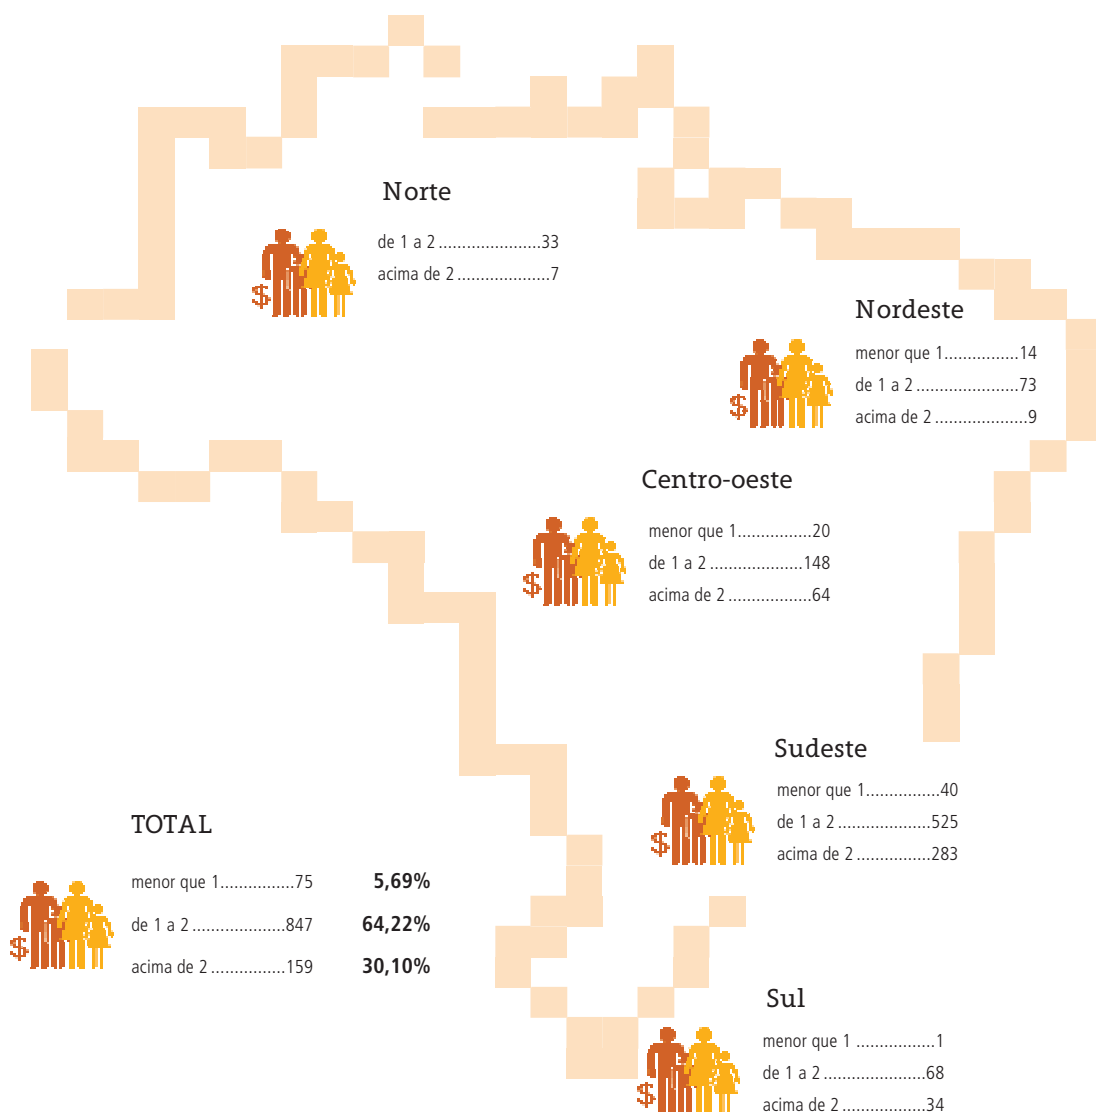 Norte
de 1 a 2.......................33
acima de 2.....................7
Nordeste
menor que 1................14
de 1 a 2.......................73
acima de 2.....................9
Centro-oeste
menor que 1................20
de 1 a 2.....................148
acima de 2..................64
Sudeste
menor que 1................40
de 1 a 2.....................525
acima de 2................283
TOTAL
menor que 1................75 5,69%
de 1 a 2.....................847 64,22%
acima de 2................159 30,10%
Sul
menor que 1 .................1
de 1 a 2.......................68
acima de 2..................34